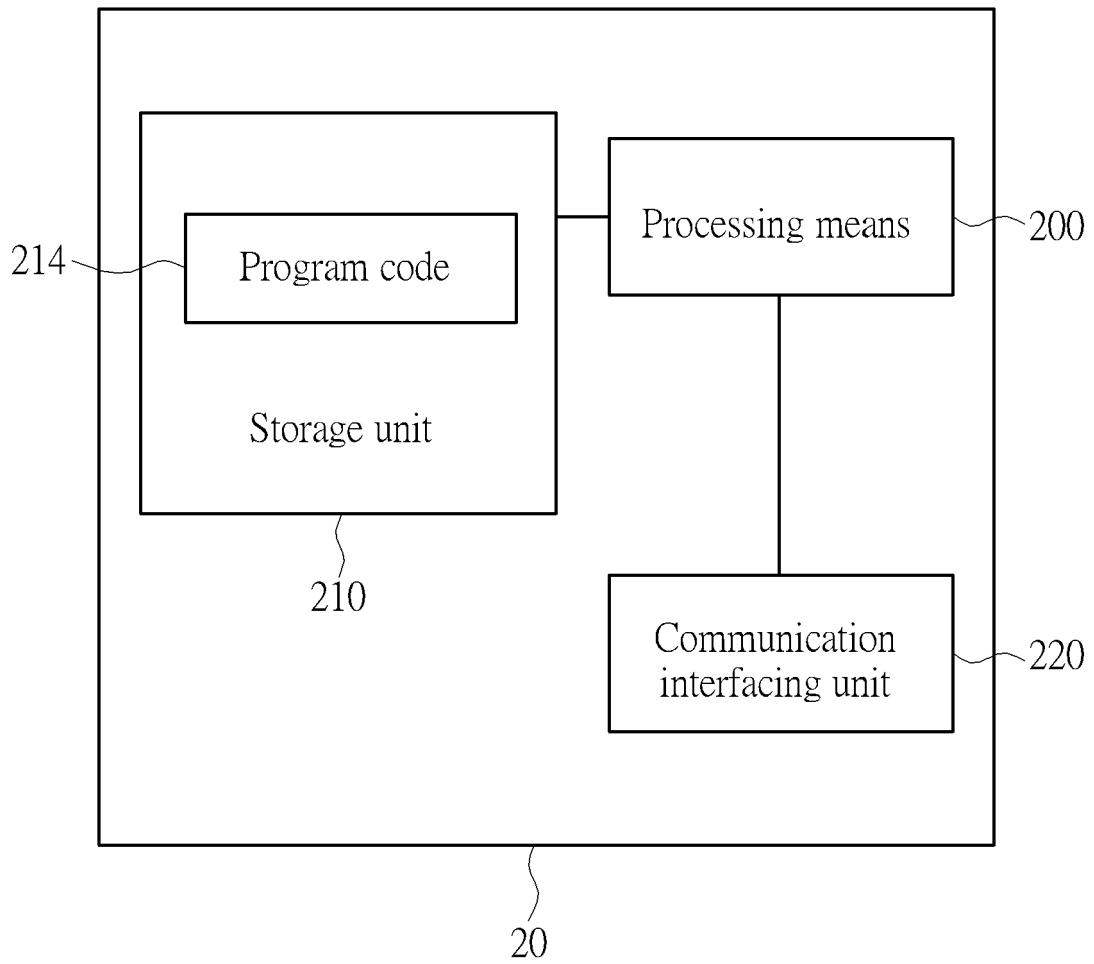 Processing means
200
214
Program code
Storage unit
210
Communication
interfacing unit
220
20